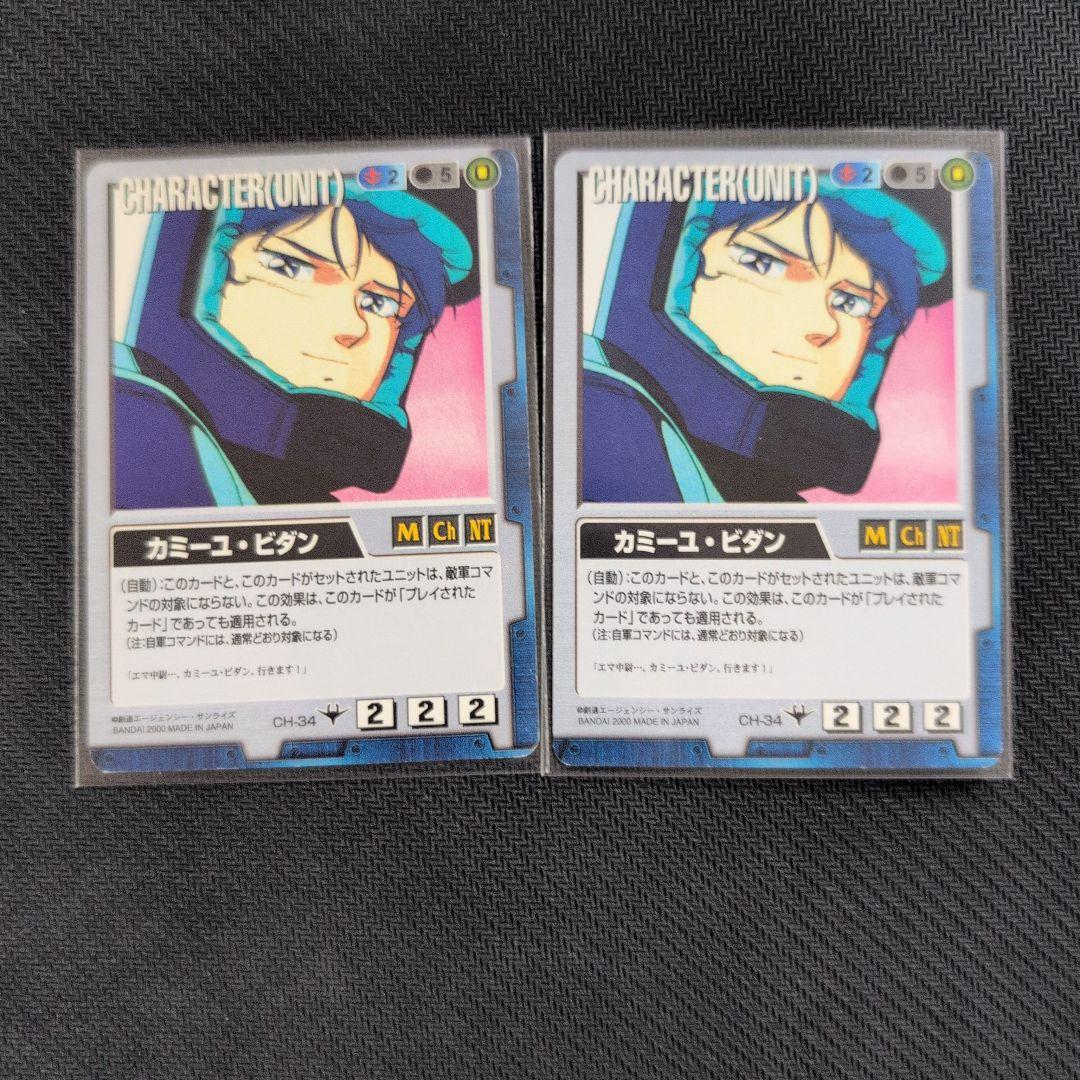 CHARACTER(UNIT) 2 5
カミーユ・ビダン M Ch NT
(自動):このカードと、このカードがセットされたユニットは、敵軍コマ
ンドの対象にならない。この効果は、このカードが「プレイされた
カード」であっても適用される。
(注:自軍コマンドには、通常どおり対象になる)
「エマ中尉…、カミーユ・ビダン、行きます!」
©創通エージェンシー・サンライズ
BANDAI 2000 MADE IN JAPAN CH-34 2 2 2
CHARACTER(UNIT) 2 5
カミーユ・ビダン M Ch NT
(自動):このカードと、このカードがセットされたユニットは、敵軍コマ
ンドの対象にならない。この効果は、このカードが「プレイされた
カード」であっても適用される。
(注:自軍コマンドには、通常どおり対象になる)
「エマ中尉…、カミーユ・ビダン、行きます!」
©創通エージェンシー・サンライズ
BANDAI 2000 MADE IN JAPAN CH-34 2 2 2